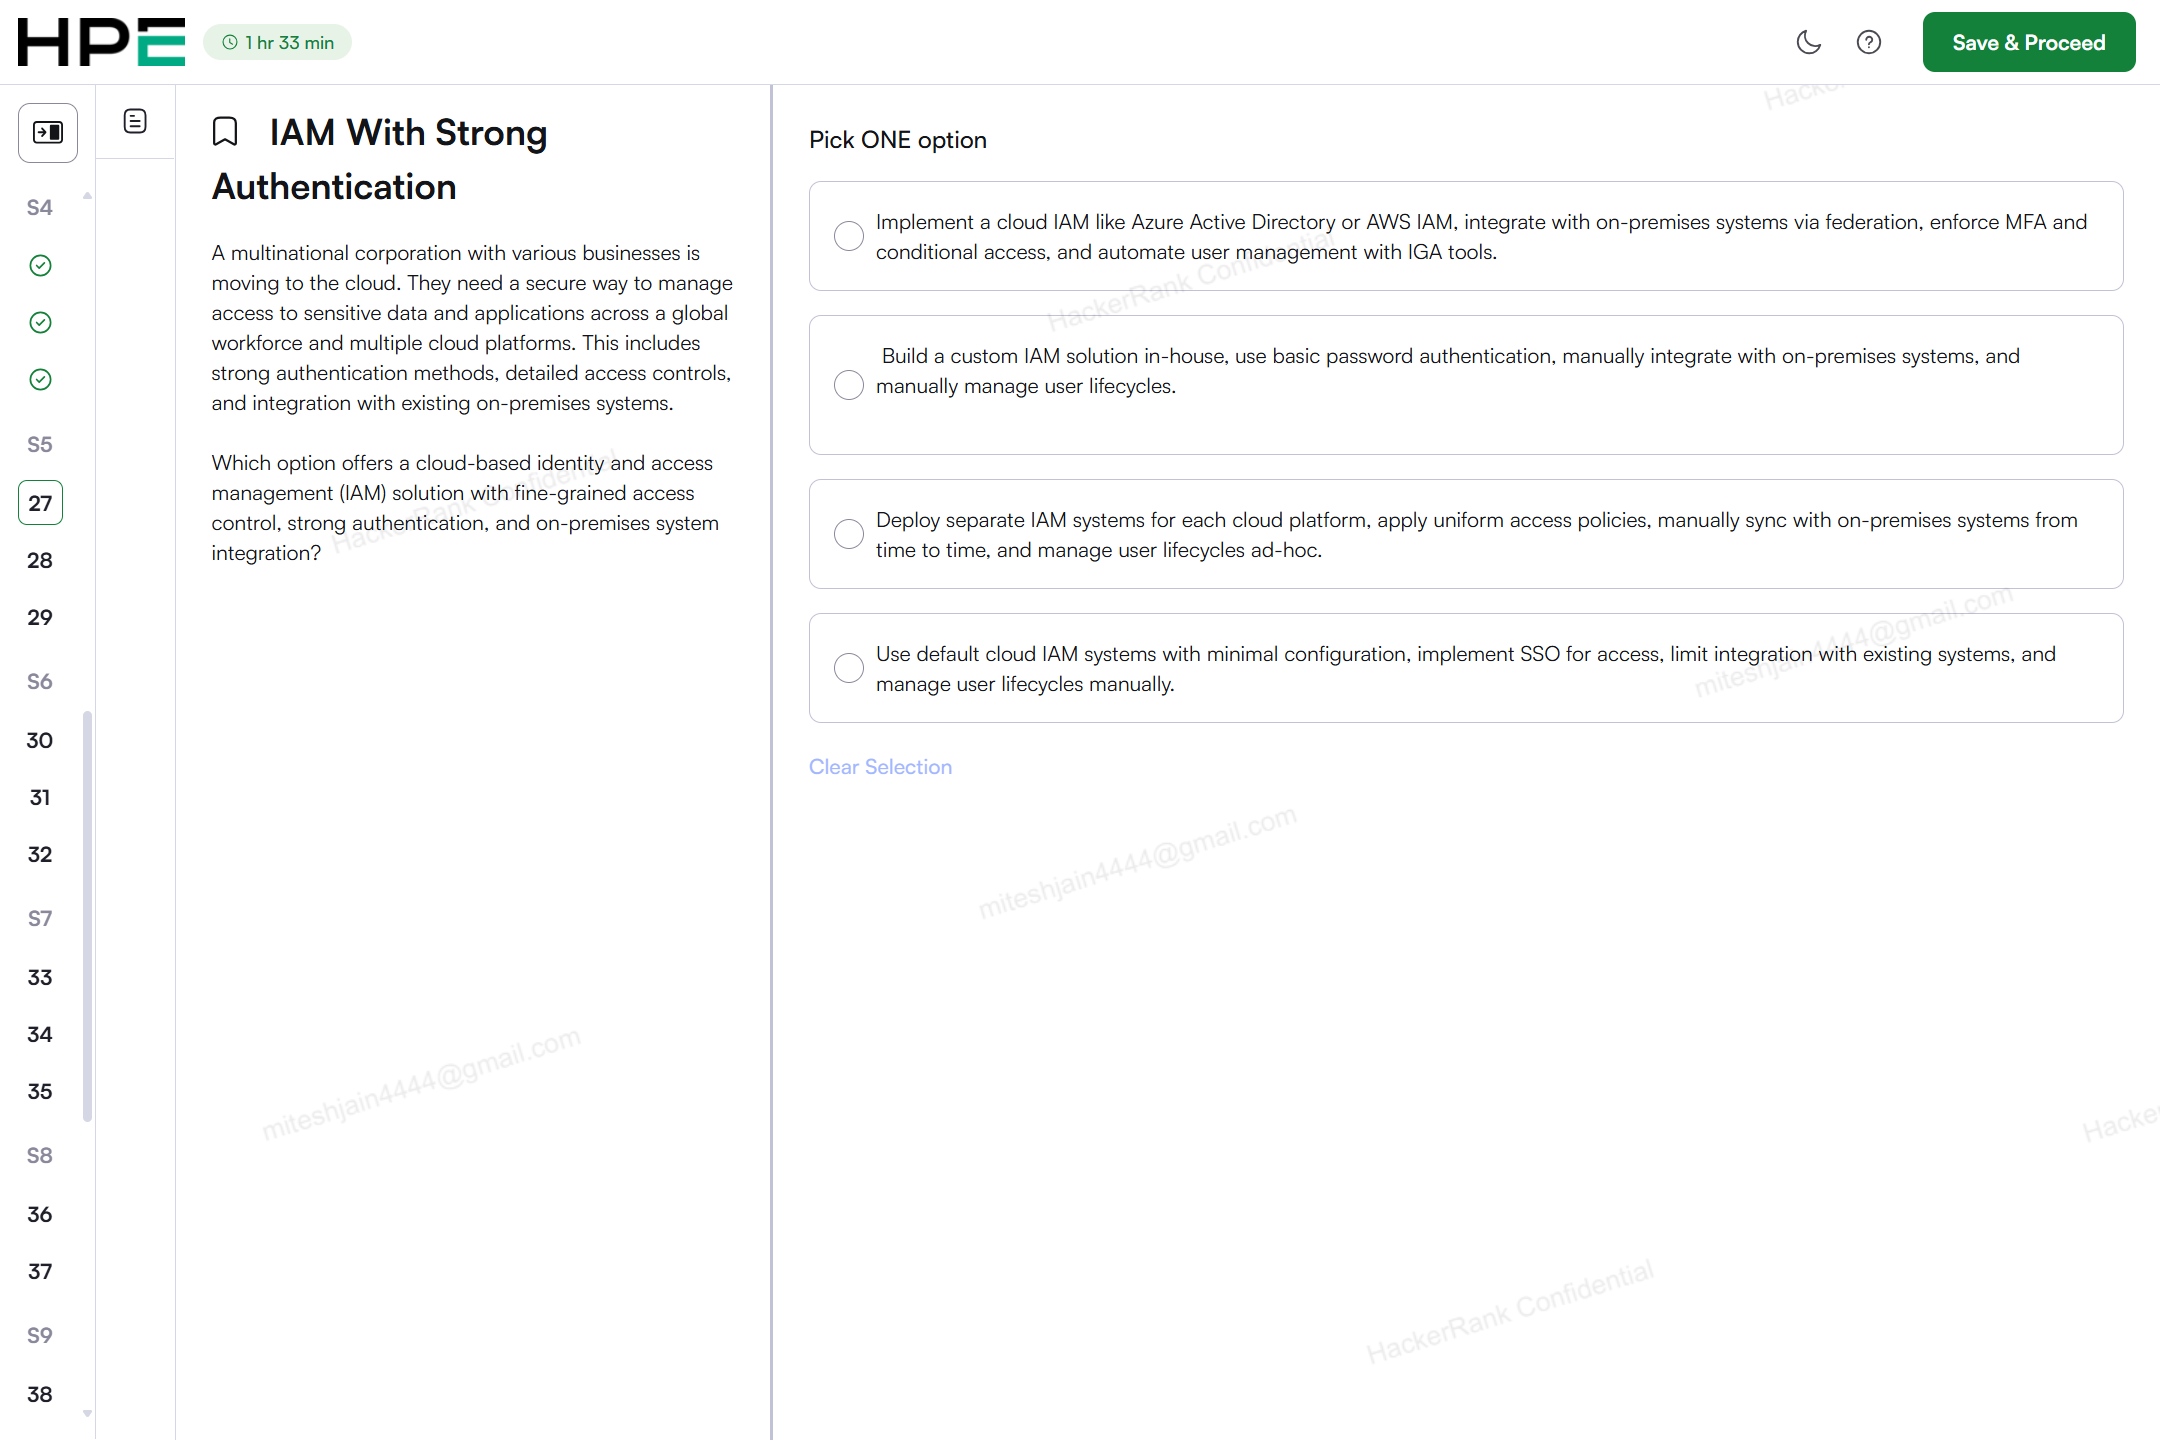 HPE
1 hr 33 min
Save & Proceed
S4
S5
27
28
29
S6
30
31
32
S7
33
34
35
S8
36
37
S9
38
IAM With Strong
Authentication
A multinational corporation with various businesses is
moving to the cloud. They need a secure way to manage
access to sensitive data and applications across a global
workforce and multiple cloud platforms. This includes
strong authentication methods, detailed access controls,
and integration with existing on-premises systems.
Which option offers a cloud-based identity and access
management (IAM) solution with fine-grained access
control, strong authentication, and on-premises system
integration?
Pick ONE option
Implement a cloud IAM like Azure Active Directory or AWS IAM, integrate with on-premises systems via federation, enforce MFA and
conditional access, and automate user management with IGA tools.
Build a custom IAM solution in-house, use basic password authentication, manually integrate with on-premises systems, and
manually manage user lifecycles.
Deploy separate IAM systems for each cloud platform, apply uniform access policies, manually sync with on-premises systems from
time to time, and manage user lifecycles ad-hoc.
Use default cloud IAM systems with minimal configuration, implement SSO for access, limit integration with existing systems, and
manage user lifecycles manually.
Clear Selection
HackerRank Confidential
HackerRank Confidential
miteshjain4444@gmail.com
miteshjain4444@gmail.com
miteshjain4444@gmail.com
HackerRank Confidential